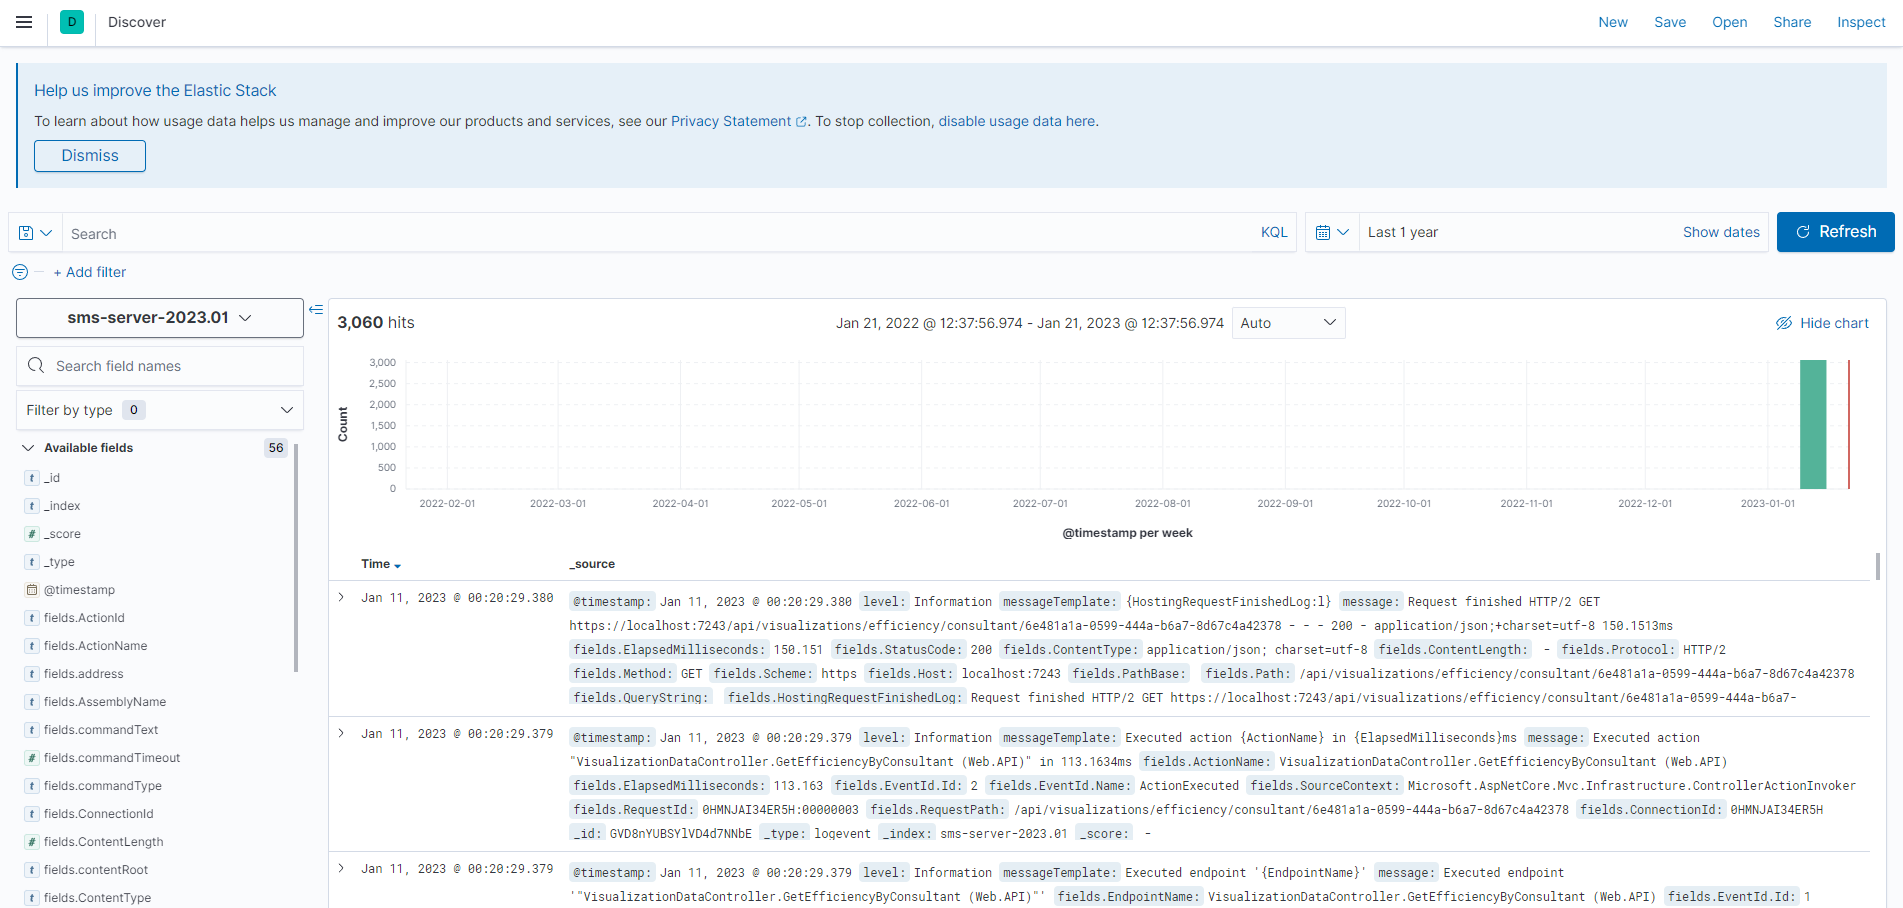 D Discover New Save Open Share Inspect
Help us improve the Elastic Stack
To learn about how usage data helps us manage and improve our products and services, see our Privacy Statement. To stop collection, disable usage data here.
Dismiss
Search KQL Last 1 year Show dates Refresh
+ Add filter
sms-server-2023.01
Search field names
Filter by type 0
Available fields 56
t _id
t _index
# _score
t _type
@timestamp
t fields.ActionId
t fields.ActionName
t fields.address
t fields.AssemblyName
t fields.commandText
# fields.commandTimeout
t fields.commandType
t fields.ConnectionId
# fields.ContentLength
t fields.contentRoot
t fields.ContentType
3,060 hits Jan 21, 2022 @ 12:37:56.974 - Jan 21, 2023 @ 12:37:56.974 Auto Hide chart
Count
3,000
2,500
2,000
1,500
1,000
500
0
2022-02-01 2022-03-01 2022-04-01 2022-05-01 2022-06-01 2022-07-01 2022-08-01 2022-09-01 2022-10-01 2022-11-01 2022-12-01 2023-01-01
@timestamp per week
Time _source
Jan 11, 2023 @ 00:20:29.380 @timestamp: Jan 11, 2023 @ 00:20:29.380 level: Information messageTemplate: {HostingRequestFinishedLog:l} message: Request finished HTTP/2 GET
https://localhost:7243/api/visualizations/efficiency/consultant/6e481a1a-0599-444a-b6a7-8d67c4a42378 - - - 200 - application/json;+charset=utf-8 150.1513ms
fields.ElapsedMilliseconds: 150.151 fields.StatusCode: 200 fields.ContentType: application/json; charset=utf-8 fields.ContentLength: - fields.Protocol: HTTP/2
fields.Method: GET fields.Scheme: https fields.Host: localhost:7243 fields.PathBase: fields.Path: /api/visualizations/efficiency/consultant/6e481a1a-0599-444a-b6a7-8d67c4a42378
fields.QueryString: fields.HostingRequestFinishedLog: Request finished HTTP/2 GET https://localhost:7243/api/visualizations/efficiency/consultant/6e481a1a-0599-444a-b6a7-
Jan 11, 2023 @ 00:20:29.379 @timestamp: Jan 11, 2023 @ 00:20:29.379 level: Information messageTemplate: Executed action {ActionName} in {ElapsedMilliseconds}ms message: Executed action
"VisualizationDataController.GetEfficiencyByConsultant (Web.API)" in 113.1634ms fields.ActionName: VisualizationDataController.GetEfficiencyByConsultant (Web.API)
fields.ElapsedMilliseconds: 113.163 fields.EventId.Id: 2 fields.EventId.Name: ActionExecuted fields.SourceContext: Microsoft.AspNetCore.Mvc.Infrastructure.ControllerActionInvoker
fields.RequestId: 0HMNJAI34ER5H:00000003 fields.RequestPath: /api/visualizations/efficiency/consultant/6e481a1a-0599-444a-b6a7-8d67c4a42378 fields.ConnectionId: 0HMNJAI34ER5H
_id: GVD8nYUBSYlVD4d7NNbE _type: logevent _index: sms-server-2023.01 _score: -
Jan 11, 2023 @ 00:20:29.379 @timestamp: Jan 11, 2023 @ 00:20:29.379 level: Information messageTemplate: Executed endpoint '{EndpointName}' message: Executed endpoint
'"VisualizationDataController.GetEfficiencyByConsultant (Web.API)"' fields.EndpointName: VisualizationDataController.GetEfficiencyByConsultant (Web.API) fields.EventId.Id: 1